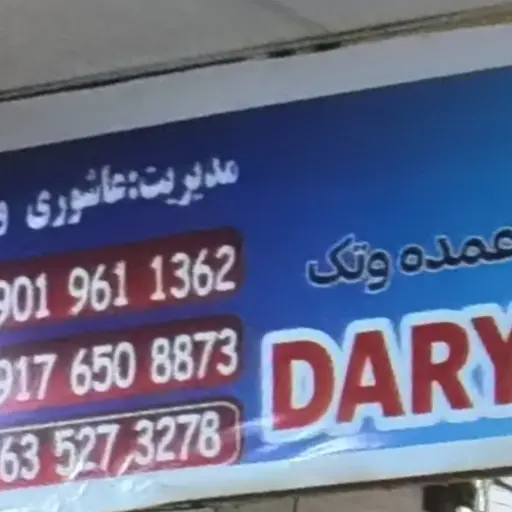 مدیریت:عاشوری و
901 961 1362
917 650 8873
63 527 3278
عمده وتک
DARY